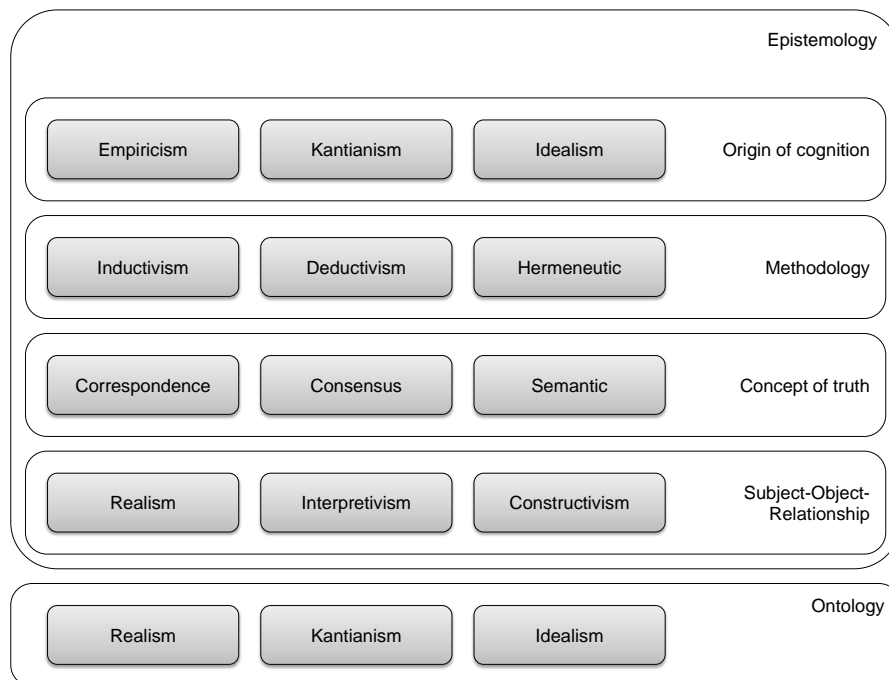 Epistemology
Empiricism Kantianism Idealism Origin of cognition
Inductivism Deductivism Hermeneutic Methodology
Correspondence Consensus Semantic Concept of truth
Realism Interpretivism Constructivism Subject-Object-
Relationship
Ontology
Realism Kantianism Idealism